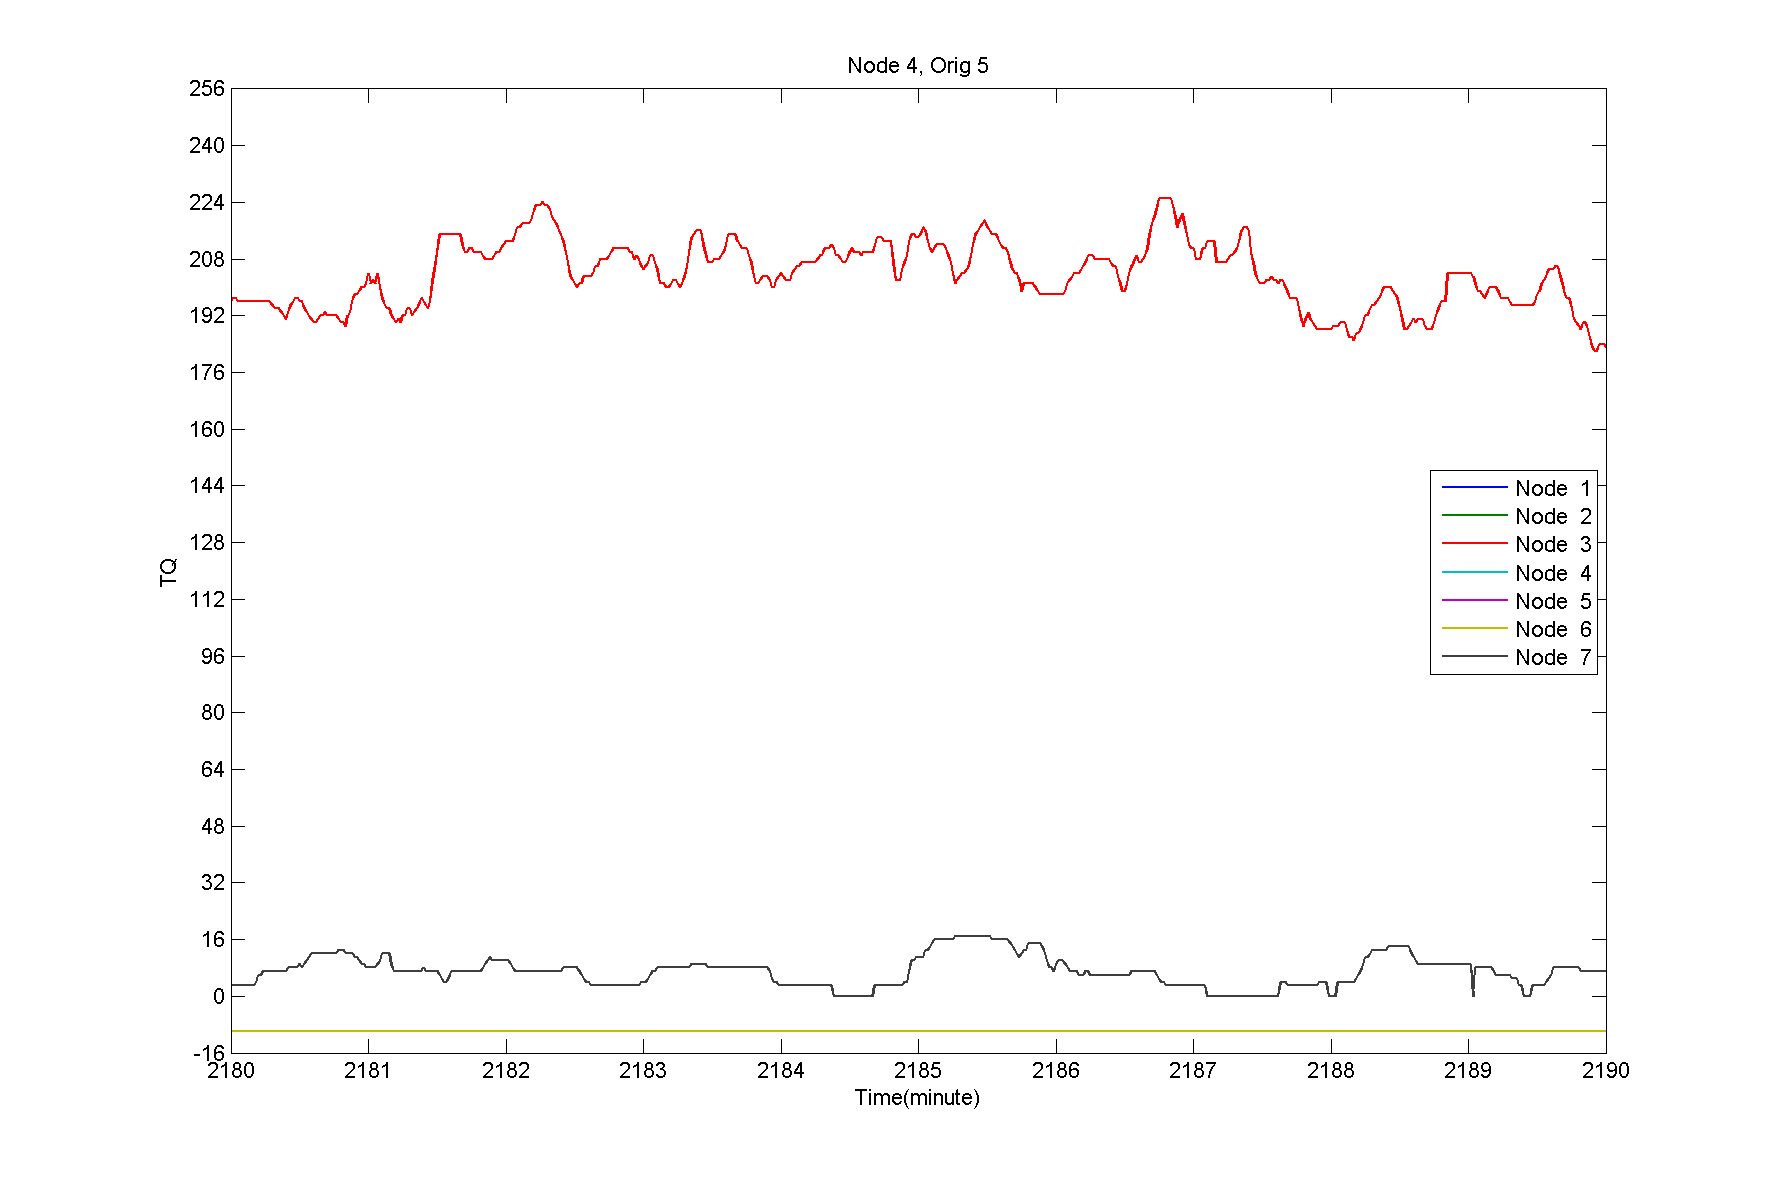 Node 4, Orig 5
256
240
224
208
192
176
160
144
128
112
96
80
64
48
32
16
0
-16
TQ
Node 1
Node 2
Node 3
Node 4
Node 5
Node 6
Node 7
2180 2181 2182 2183 2184 2185 2186 2187 2188 2189 2190
Time(minute)